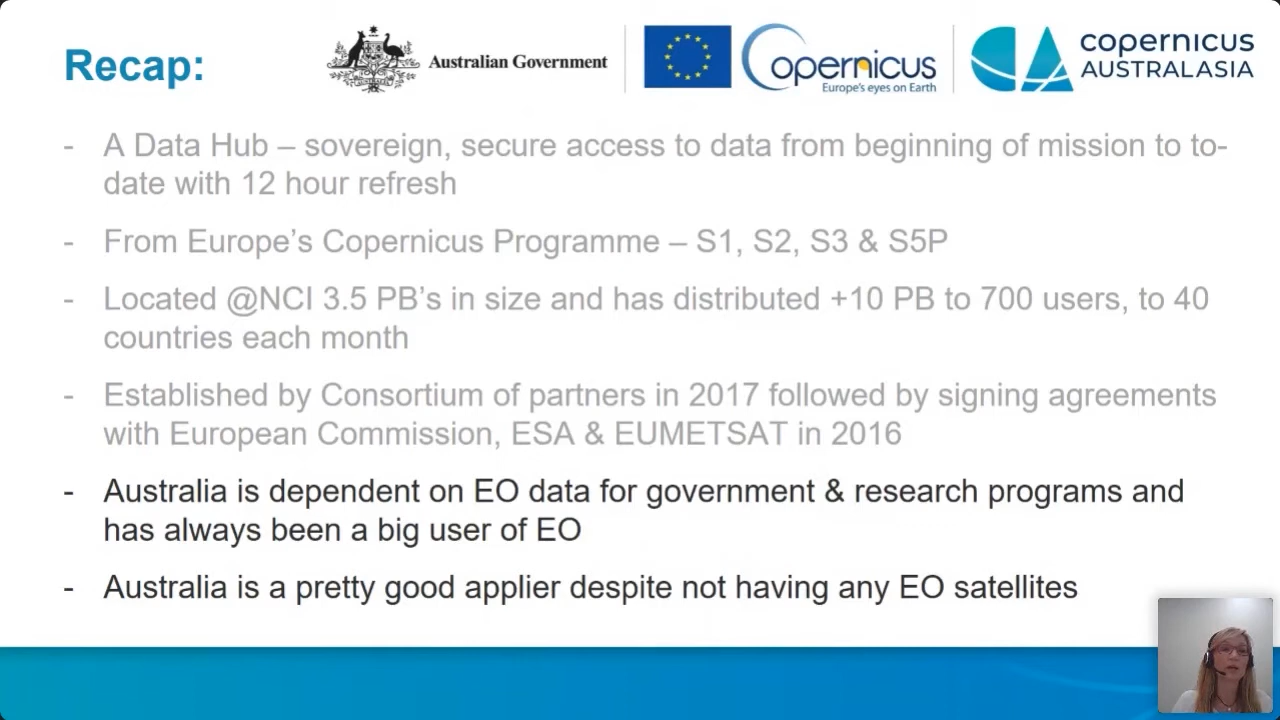 Recap:
Australian Government
opernicus
Europe's eyes on Earth
copernicus
AUSTRALASIA
- A Data Hub – sovereign, secure access to data from beginning of mission to to-
date with 12 hour refresh
- From Europe's Copernicus Programme – S1, S2, S3 & S5P
- Located @NCI 3.5 PB's in size and has distributed +10 PB to 700 users, to 40
countries each month
- Established by Consortium of partners in 2017 followed by signing agreements
with European Commission, ESA & EUMETSAT in 2016
- Australia is dependent on EO data for government & research programs and
has always been a big user of EO
- Australia is a pretty good applier despite not having any EO satellites